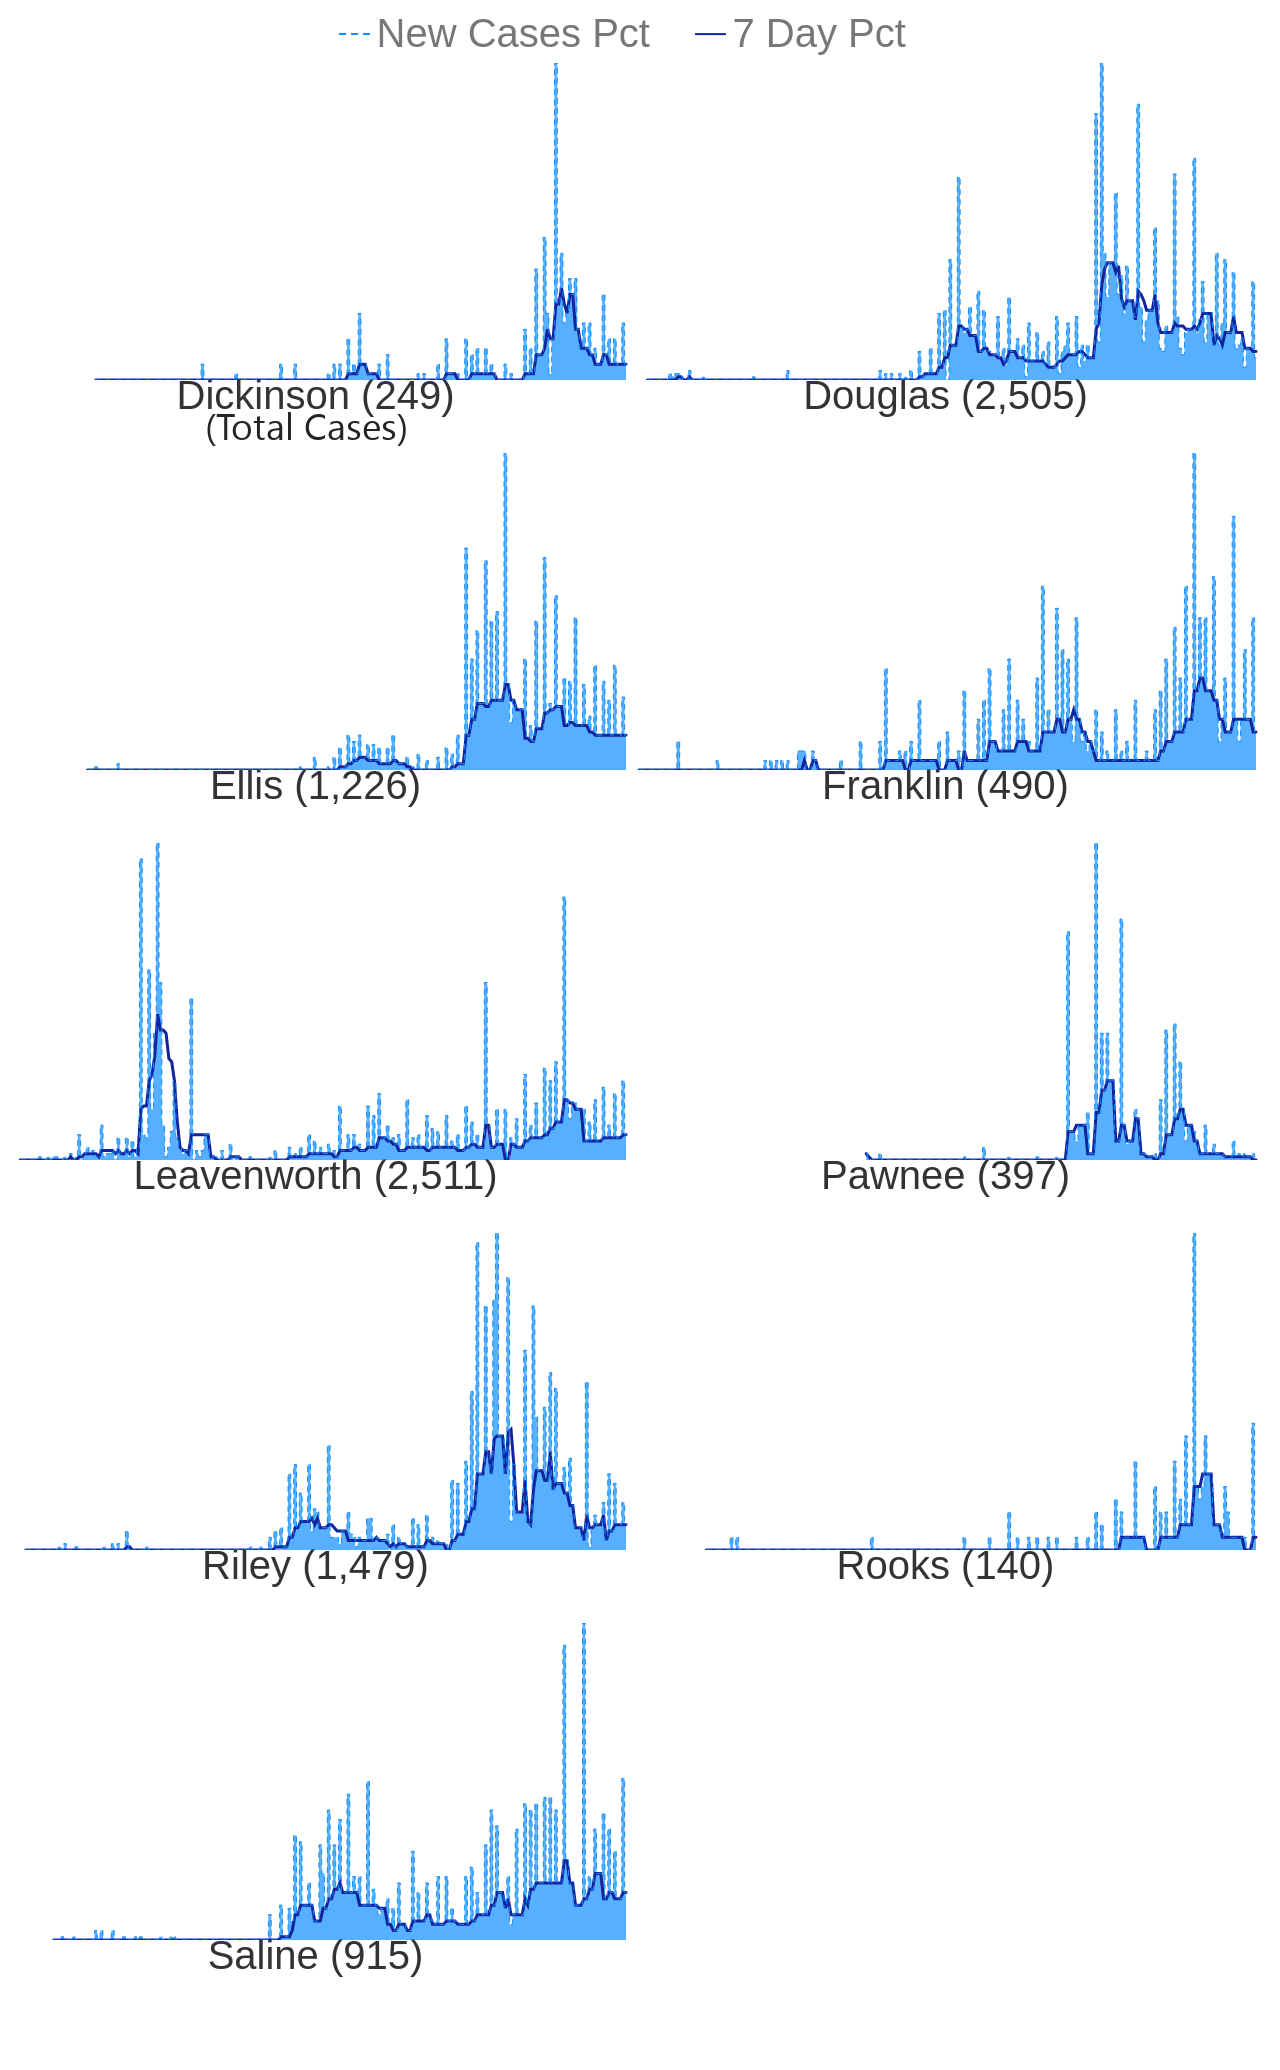 New Cases Pct 7 Day Pct
Dickinson (249) Douglas (2,505)
(Total Cases)
Ellis (1,226) Franklin (490)
Leavenworth (2,511) Pawnee (397)
Riley (1,479) Rooks (140)
Saline (915)